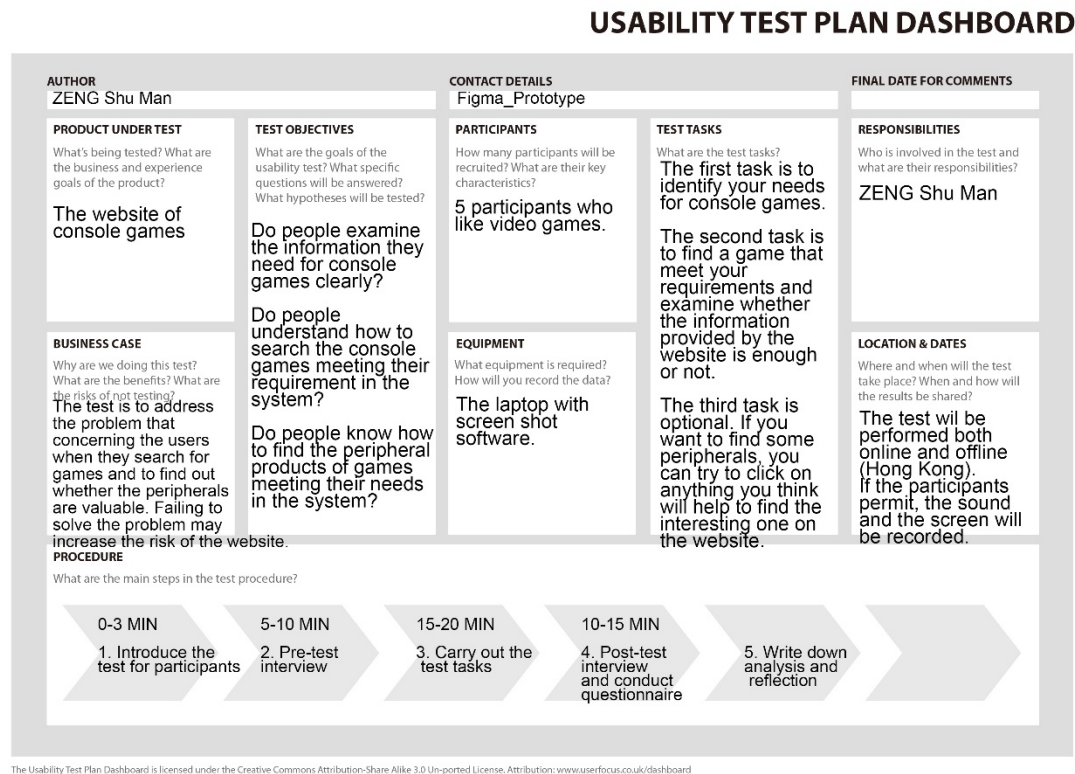 USABILITY TEST PLAN DASHBOARD
AUTHOR
ZENG Shu Man
CONTACT DETAILS
Figma_Prototype
FINAL DATE FOR COMMENTS
PRODUCT UNDER TEST
What's being tested? What are
the business and experience
goals of the product?
The website of
console games
TEST OBJECTIVES
What are the goals of the
usability test? What specific
questions will be answered?
What hypotheses will be tested?
Do people examine
the information they
need for console
games clearly?
Do people
understand how to
search the console
games meeting their
requirement in the
system?
Do people know how
to find the peripheral
products of games
meeting their needs
in the system?
PARTICIPANTS
How many participants will be
recruited? What are their key
characteristics?
5 participants who
like video games.
TEST TASKS
What are the test tasks?
The first task is to
identify your needs
for console games.
The second task is
to find a game that
meet your
requirements and
examine whether
the information
provided by the
website is enough
or not.
The third task is
optional. If you
want to find some
peripherals, you
can try to click on
anything you think
will help to find the
interesting one on
the website.
RESPONSIBILITIES
Who is involved in the test and
what are their responsibilities?
ZENG Shu Man
BUSINESS CASE
Why are we doing this test?
What are the benefits? What are
the risks of not testing?
The test is to address
the problem that
concerning the users
when they search for
games and to find out
whether the peripherals
are valuable. Failing to
solve the problem may
increase the risk of the website.
EQUIPMENT
What equipment is required?
How will you record the data?
The laptop with
screen shot
software.
LOCATION & DATES
Where and when will the test
take place? When and how will
the results be shared?
The test wil be
performed both
online and offline
(Hong Kong).
If the participants
permit, the sound
and the screen will
be recorded.
PROCEDURE
What are the main steps in the test procedure?
0-3 MIN
1. Introduce the
test for participants
5-10 MIN
2. Pre-test
interview
15-20 MIN
3. Carry out the
test tasks
10-15 MIN
4. Post-test
interview
and conduct
questionnaire
5. Write down
analysis and
reflection
The Usability Test Plan Dashboard is licensed under the Creative Commons Attribution-Share Alike 3.0 Un-ported License. Attribution: www.userfocus.co.uk/dashboard